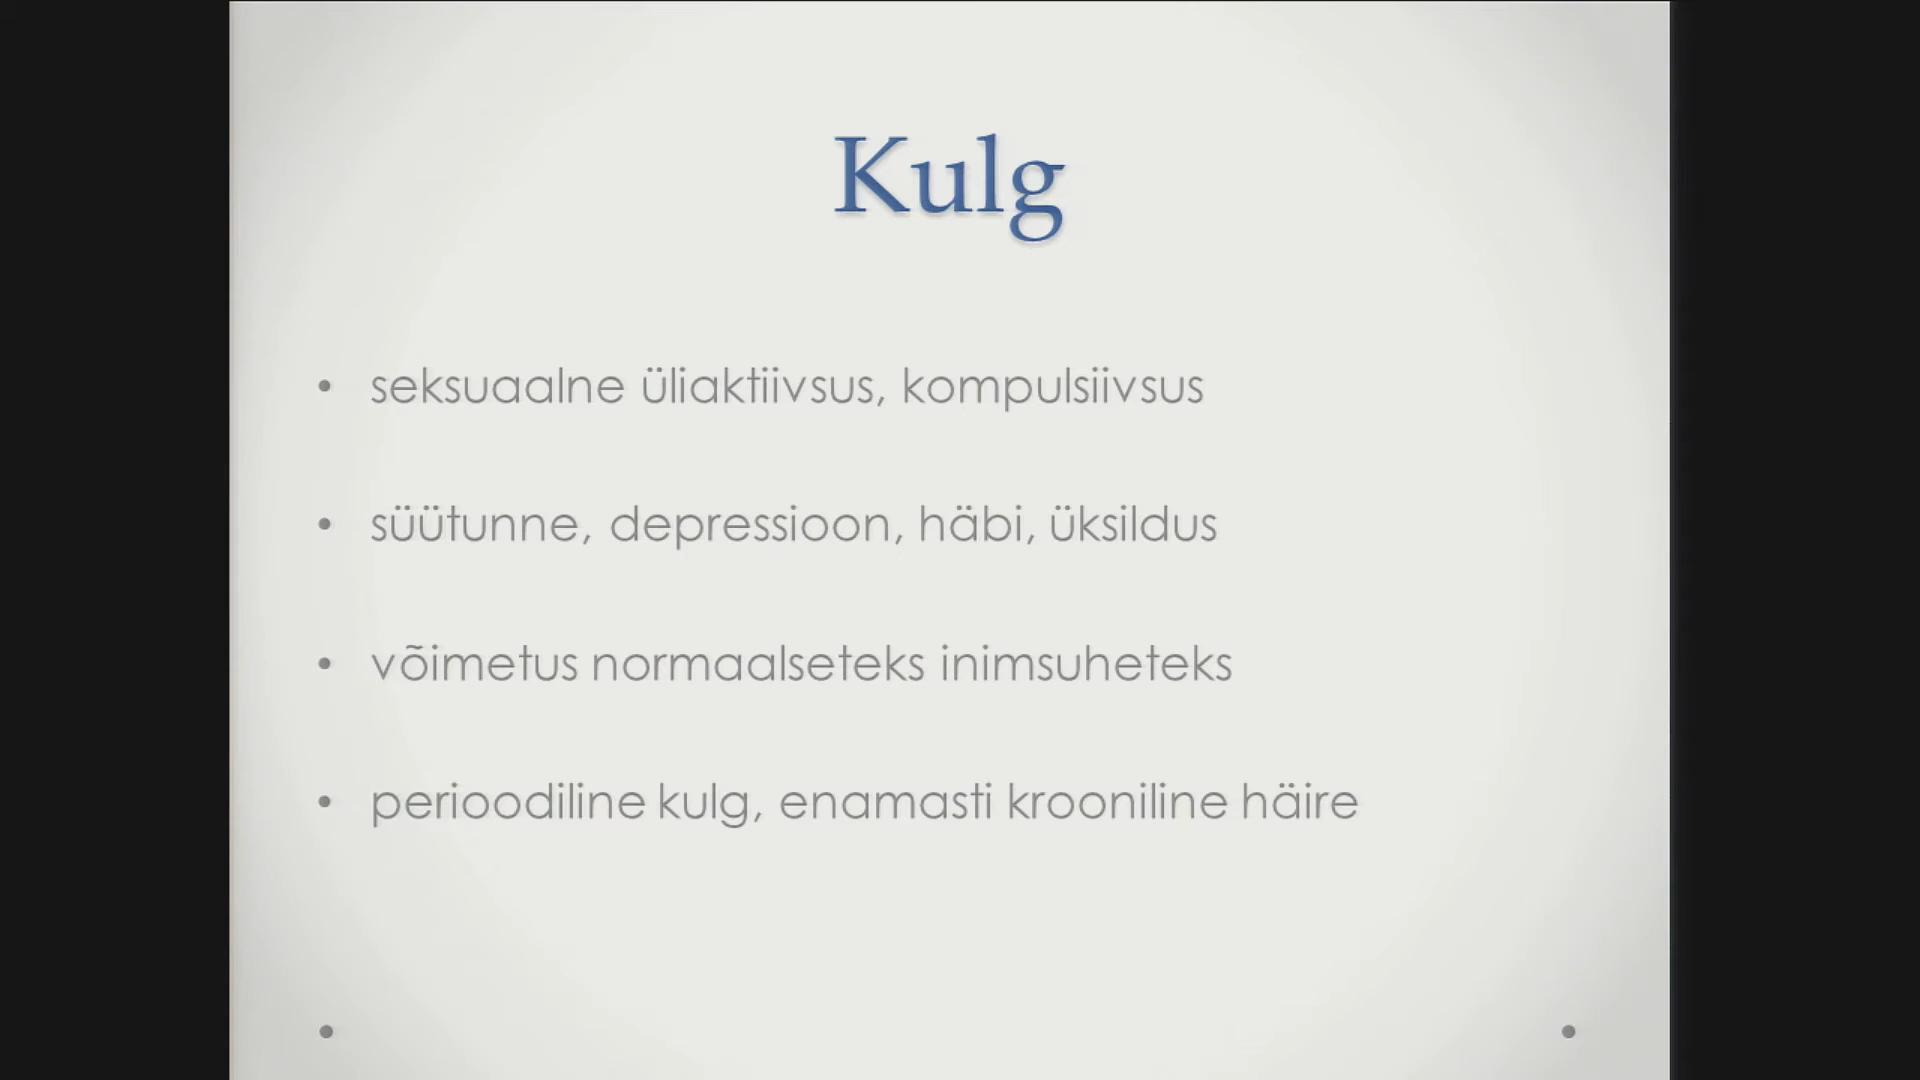 Kulg
• seksuaalne üliaktiivsus, kompulsiivsus
• süütunne, depressioon, häbi, üksildus
• võimetus normaalseteks inimsuheteks
• perioodiline kulg, enamasti krooniline häire